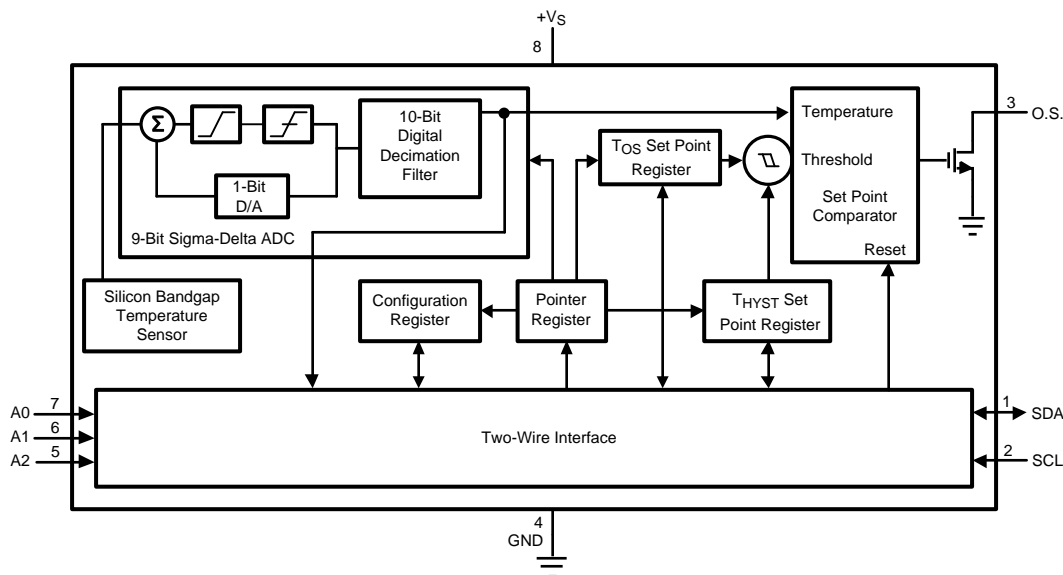 +VS
8
3
O.S.
10-Bit
Digital
Decimation
Filter
Σ
1-Bit
D/A
9-Bit Sigma-Delta ADC
TOS Set Point
Register
Temperature
Threshold
Set Point
Comparator
Reset
Silicon Bandgap
Temperature
Sensor
Configuration
Register
Pointer
Register
THYST Set
Point Register
A0
7
A1
6
A2
5
Two-Wire Interface
1
SDA
2
SCL
4
GND